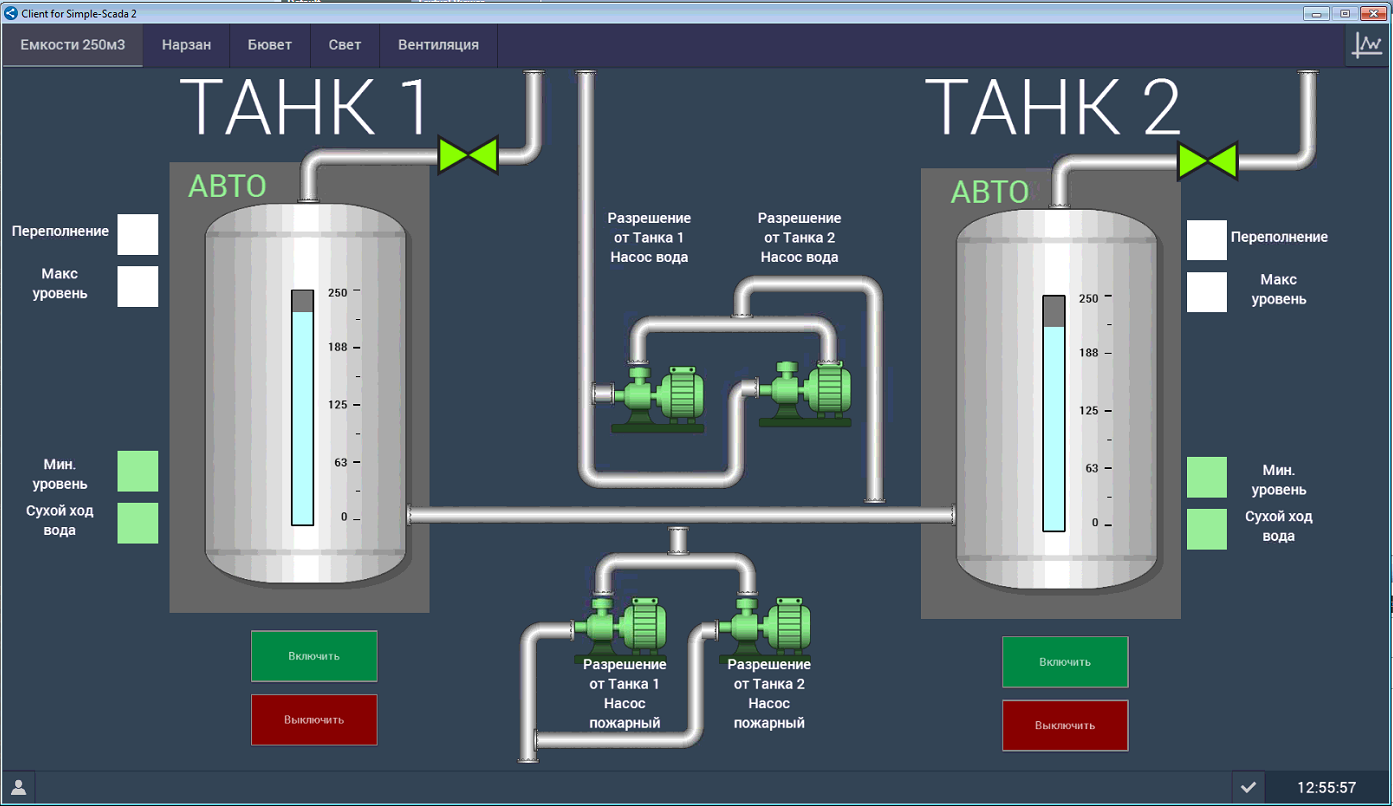 Client for Simple-Scada 2
Емкости 250м3
Нарзан
Бювет
Свет
Вентиляция
ТАНК 1
ТАНК 2
АВТО
АВТО
Переполнение
Макс
уровень
250
188
125
63
0
Мин.
уровень
Сухой ход
вода
Разрешение
от Танка 1
Насос вода
Разрешение
от Танка 2
Насос вода
Переполнение
Макс
уровень
250
188
125
63
0
Мин.
уровень
Сухой ход
вода
Разрешение
от Танка 1
Насос
пожарный
Разрешение
от Танка 2
Насос
пожарный
Включить
Выключить
Включить
Выключить
12:55:57